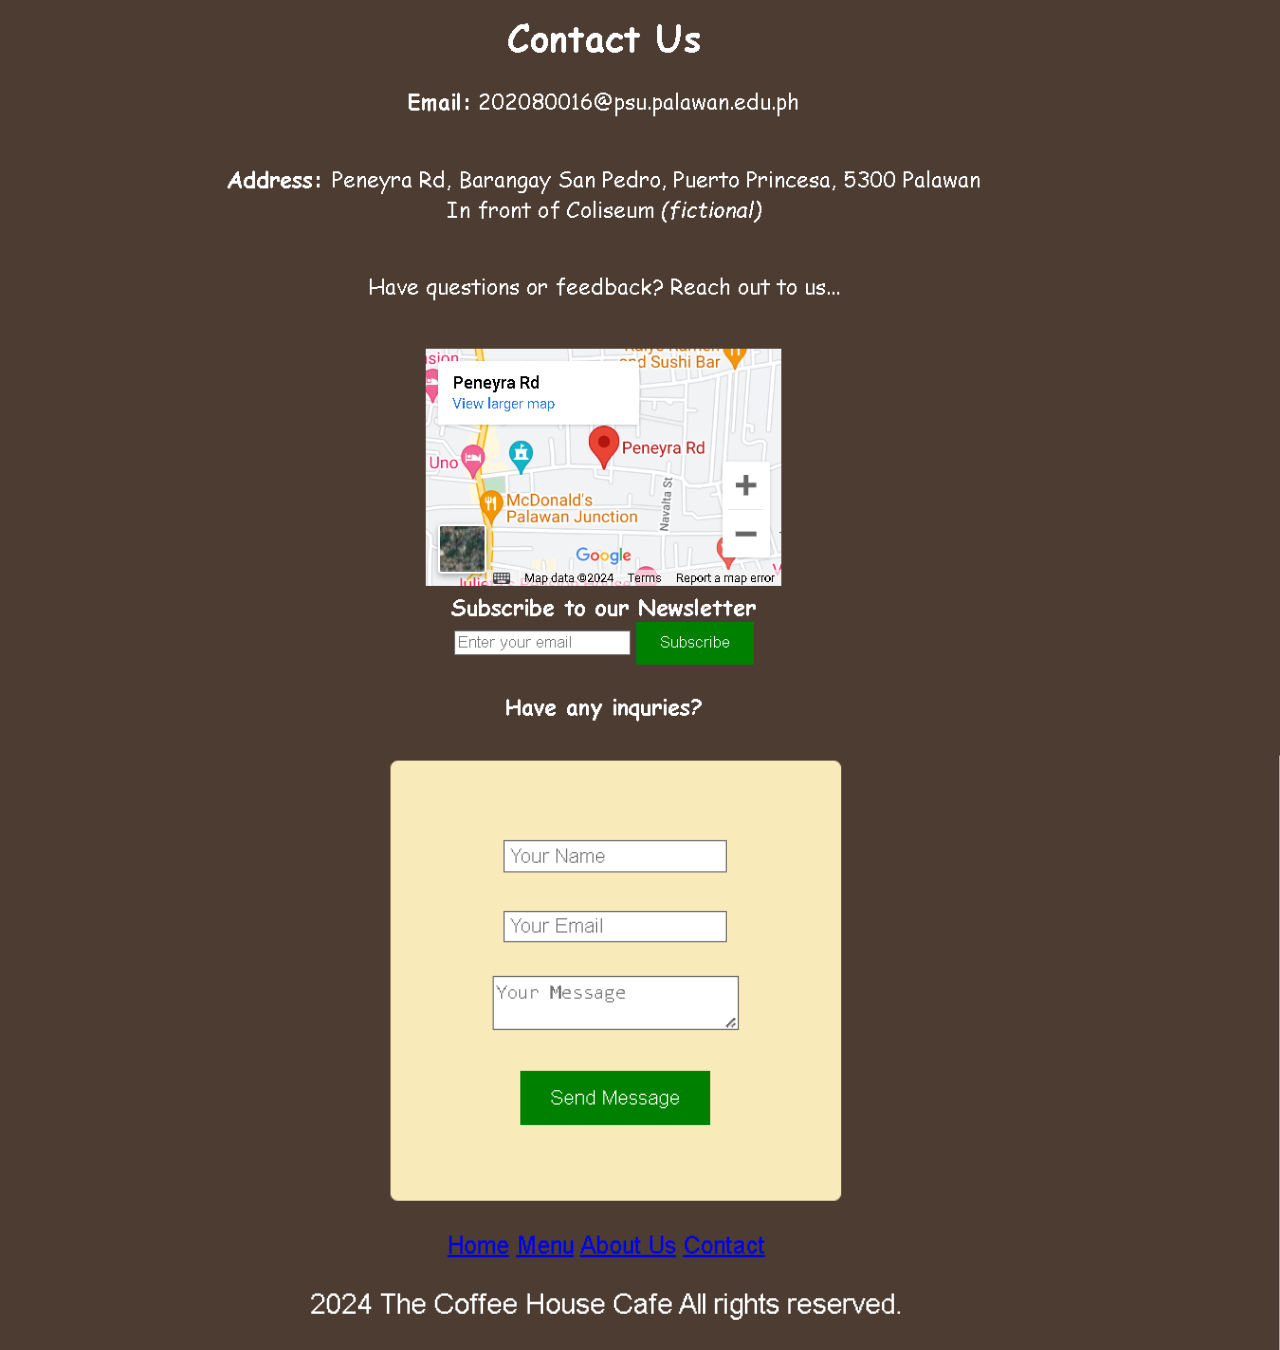 Contact Us
Email: 202080016@psu.palawan.edu.ph
Address: Peneyra Rd, Barangay San Pedro, Puerto Princesa, 5300 Palawan
In front of Coliseum (fictional)
Have questions or feedback? Reach out to us...
and Sushi Bar
Peneyra Rd
View larger map
Peneyra Rd
Uno
McDonald's
Palawan Junction
Navalta St
Google
Map data ©2024 Terms Report a map error
Subscribe to our Newsletter
Enter your email Subscribe
Have any inquries?
Your Name
Your Email
Your Message
Send Message
Home Menu About Us Contact
2024 The Coffee House Cafe All rights reserved.